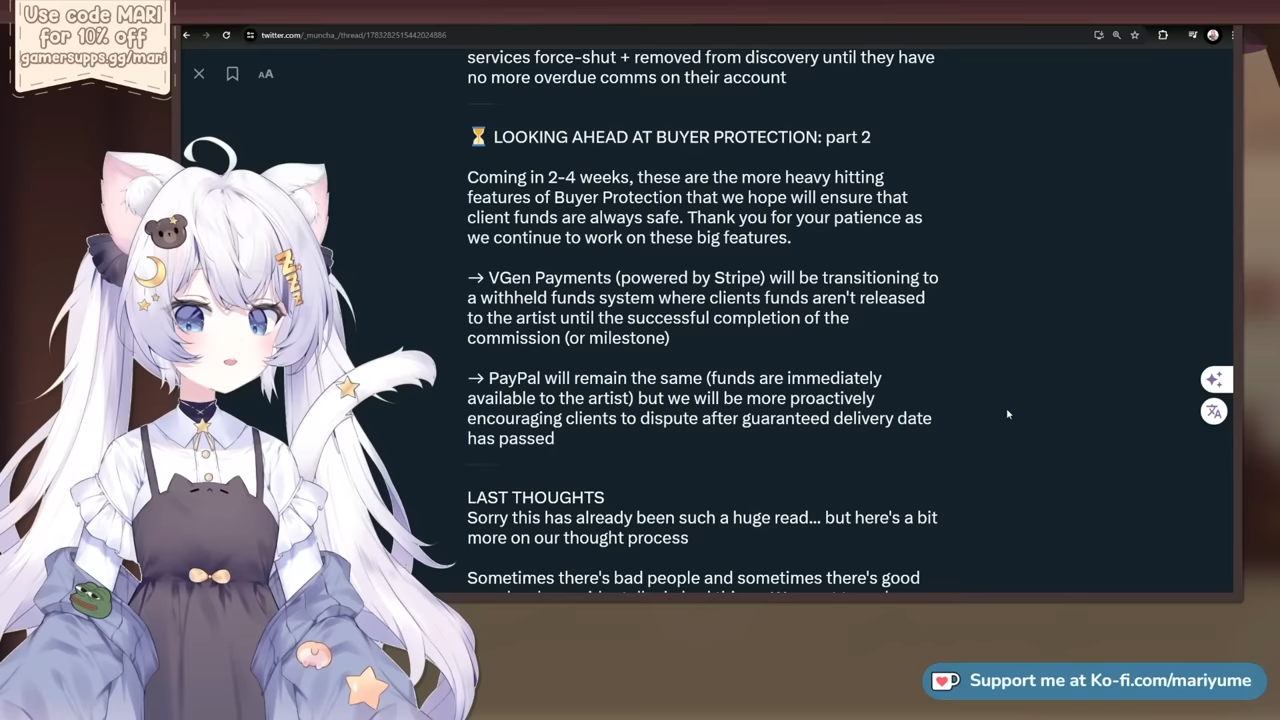 Use code MARI
for 10% off
gamersupps.gg/mari
twitter.com/_muncha_/thread/1783282515442024886
AA
services force-shut + removed from discovery until they have
no more overdue comms on their account
⏳ LOOKING AHEAD AT BUYER PROTECTION: part 2
Coming in 2-4 weeks, these are the more heavy hitting
features of Buyer Protection that we hope will ensure that
client funds are always safe. Thank you for your patience as
we continue to work on these big features.
→ VGen Payments (powered by Stripe) will be transitioning to
a withheld funds system where clients funds aren't released
to the artist until the successful completion of the
commission (or milestone)
→ PayPal will remain the same (funds are immediately
available to the artist) but we will be more proactively
encouraging clients to dispute after guaranteed delivery date
has passed
LAST THOUGHTS
Sorry this has already been such a huge read... but here's a bit
more on our thought process
Sometimes there's bad people and sometimes there's good
Zzzz
Support me at Ko-fi.com/mariyume